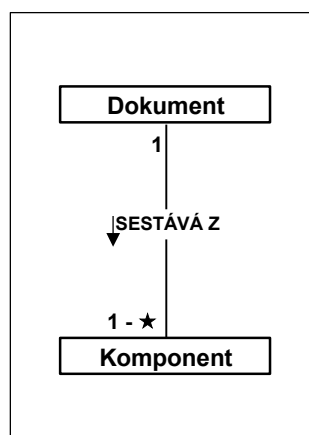 Dokument
1
SESTÁVÁ Z
1 - ★
Komponent